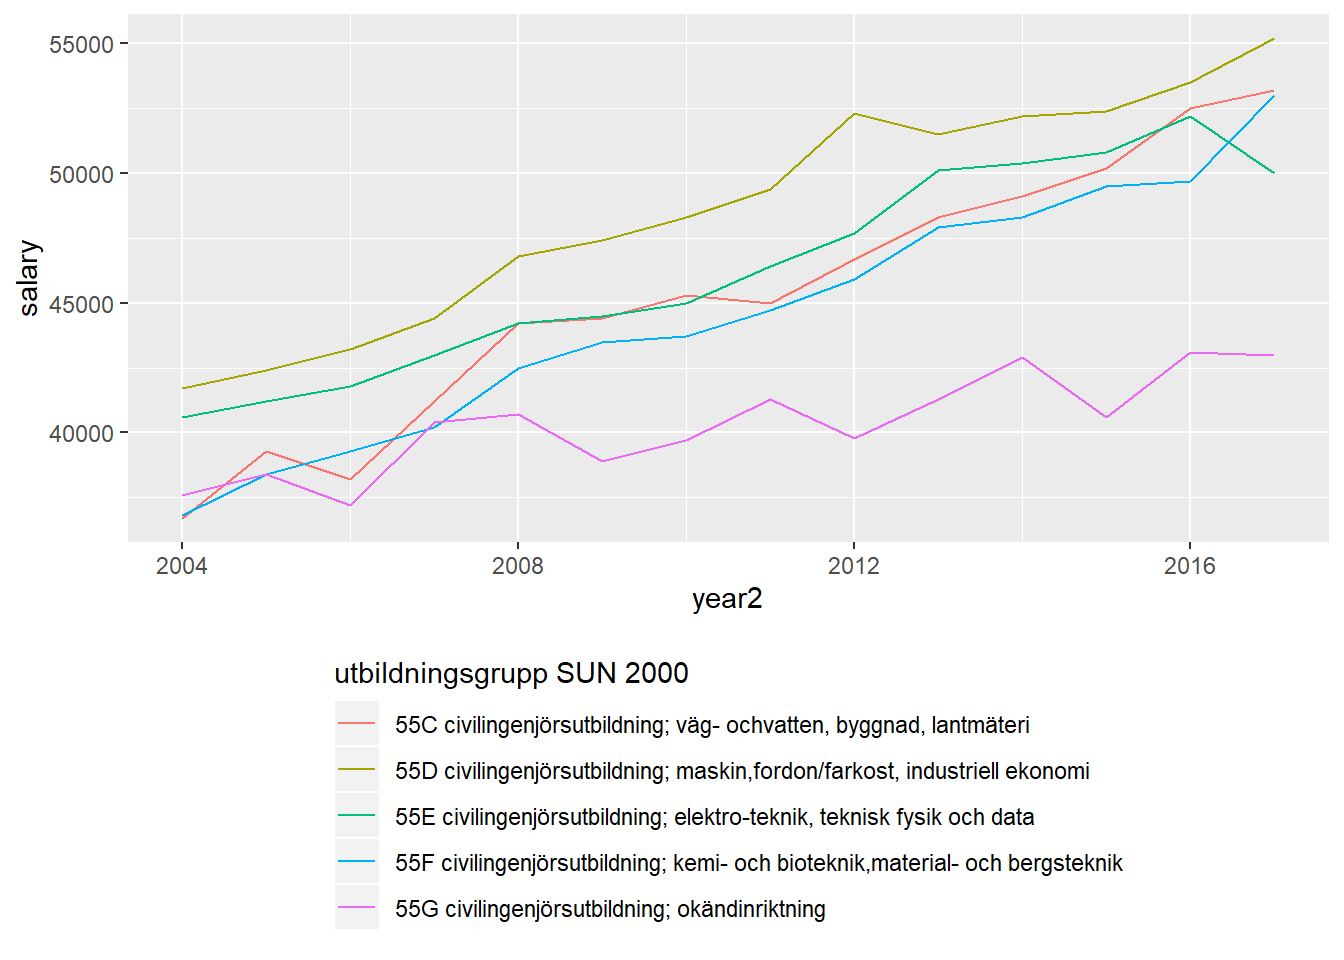 55000
50000
45000
40000
salary
2004 2008 2012 2016
year2
utbildningsgrupp SUN 2000
55C civilingenjörsutbildning; väg- ochvatten, byggnad, lantmäteri
55D civilingenjörsutbildning; maskin,fordon/farkost, industriell ekonomi
55E civilingenjörsutbildning; elektro-teknik, teknisk fysik och data
55F civilingenjörsutbildning; kemi- och bioteknik,material- och bergsteknik
55G civilingenjörsutbildning; okändinriktning